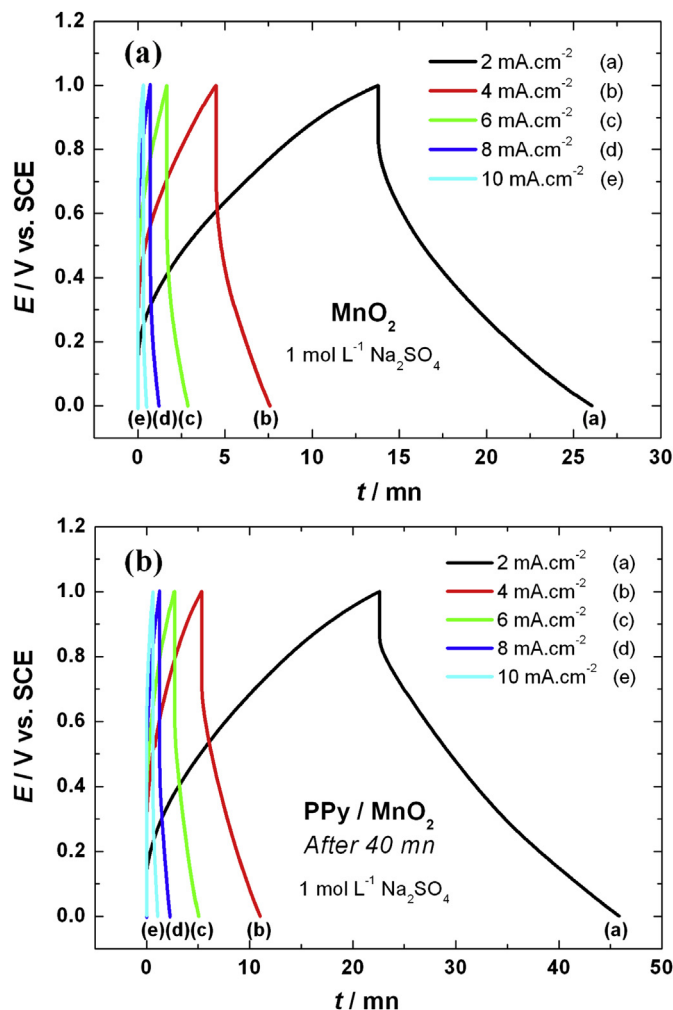 (a)
2 mA.cm⁻² (a)
4 mA.cm⁻² (b)
6 mA.cm⁻² (c)
8 mA.cm⁻² (d)
10 mA.cm⁻² (e)
1.2
1.0
0.8
0.6
0.4
0.2
0.0
E / V vs. SCE
MnO₂
1 mol L⁻¹ Na₂SO₄
(e)(d)(c) (b) (a)
0 5 10 15 20 25 30
t / mn
(b)
2 mA.cm⁻² (a)
4 mA.cm⁻² (b)
6 mA.cm⁻² (c)
8 mA.cm⁻² (d)
10 mA.cm⁻² (e)
1.2
1.0
0.8
0.6
0.4
0.2
0.0
E / V vs. SCE
PPy / MnO₂
After 40 mn
1 mol L⁻¹ Na₂SO₄
(e)(d)(c) (b) (a)
0 10 20 30 40 50
t / mn